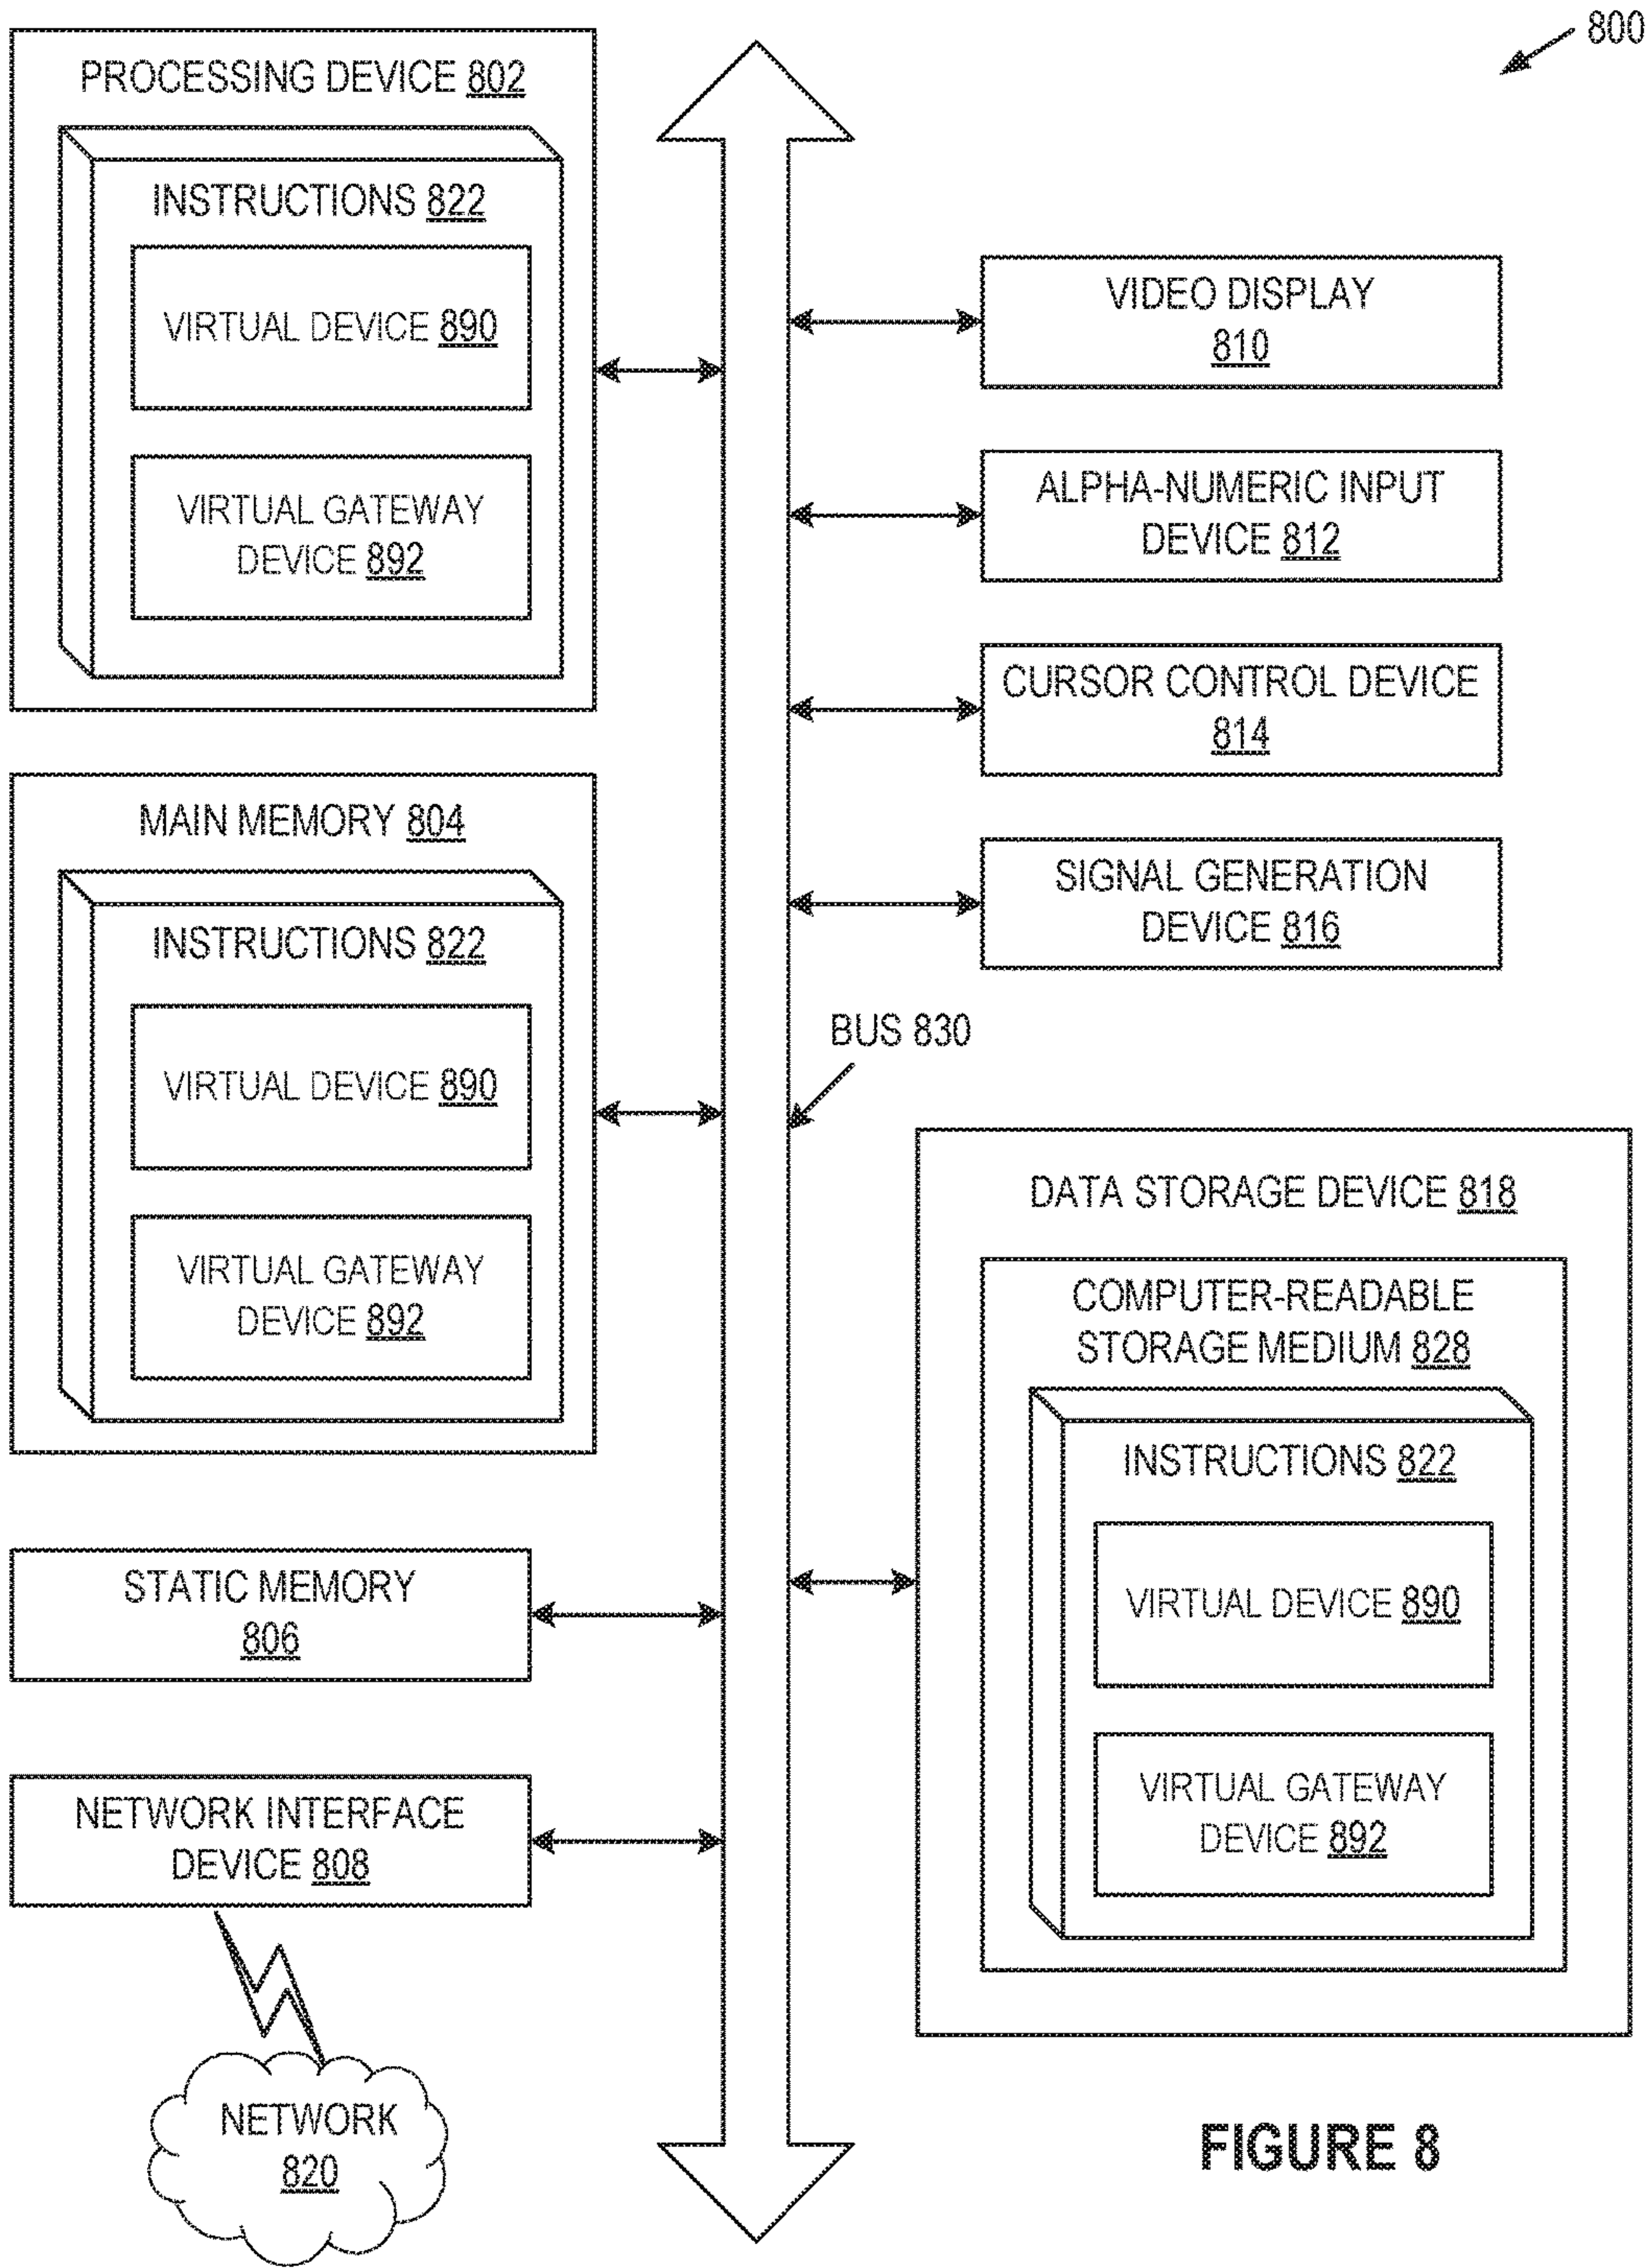 800
PROCESSING DEVICE 802
INSTRUCTIONS 822
VIRTUAL DEVICE 890
VIRTUAL GATEWAY
DEVICE 892
MAIN MEMORY 804
INSTRUCTIONS 822
VIRTUAL DEVICE 890
VIRTUAL GATEWAY
DEVICE 892
STATIC MEMORY
806
NETWORK INTERFACE
DEVICE 808
NETWORK
820
VIDEO DISPLAY
810
ALPHA-NUMERIC INPUT
DEVICE 812
CURSOR CONTROL DEVICE
814
SIGNAL GENERATION
DEVICE 816
BUS 830
DATA STORAGE DEVICE 818
COMPUTER-READABLE
STORAGE MEDIUM 828
INSTRUCTIONS 822
VIRTUAL DEVICE 890
VIRTUAL GATEWAY
DEVICE 892
FIGURE 8